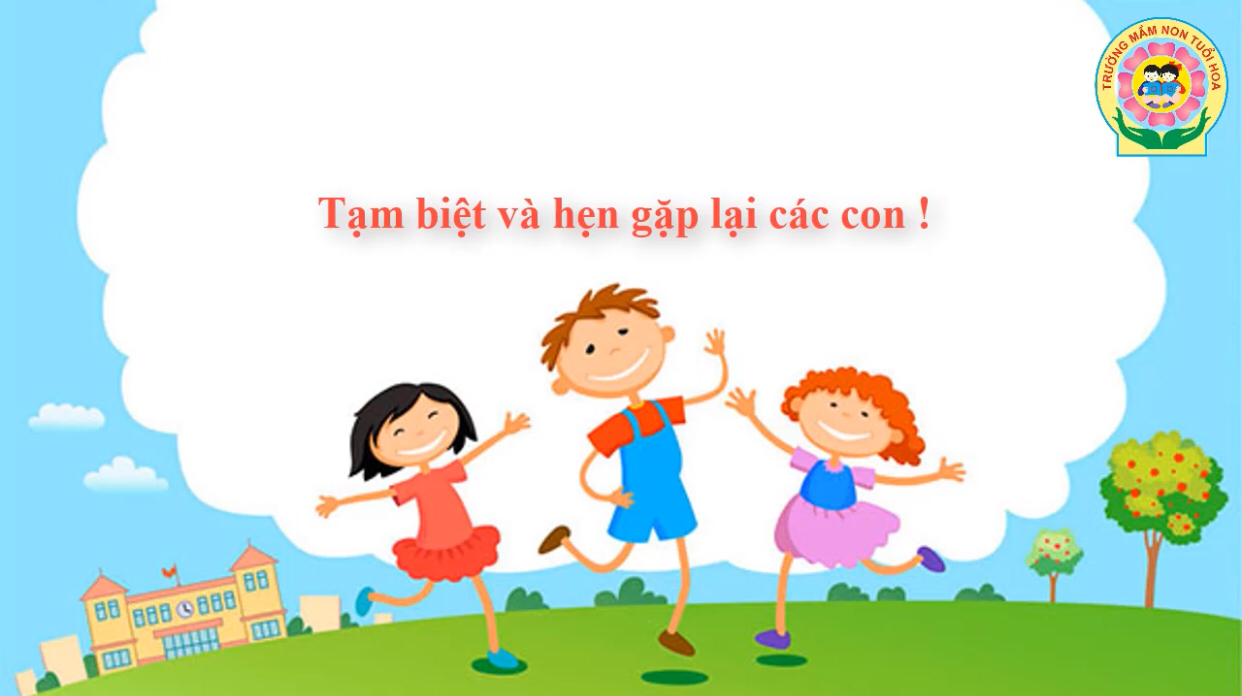 TRƯỜNG MẦM NON TUỔI HOA
Tạm biệt và hẹn gặp lại các con !